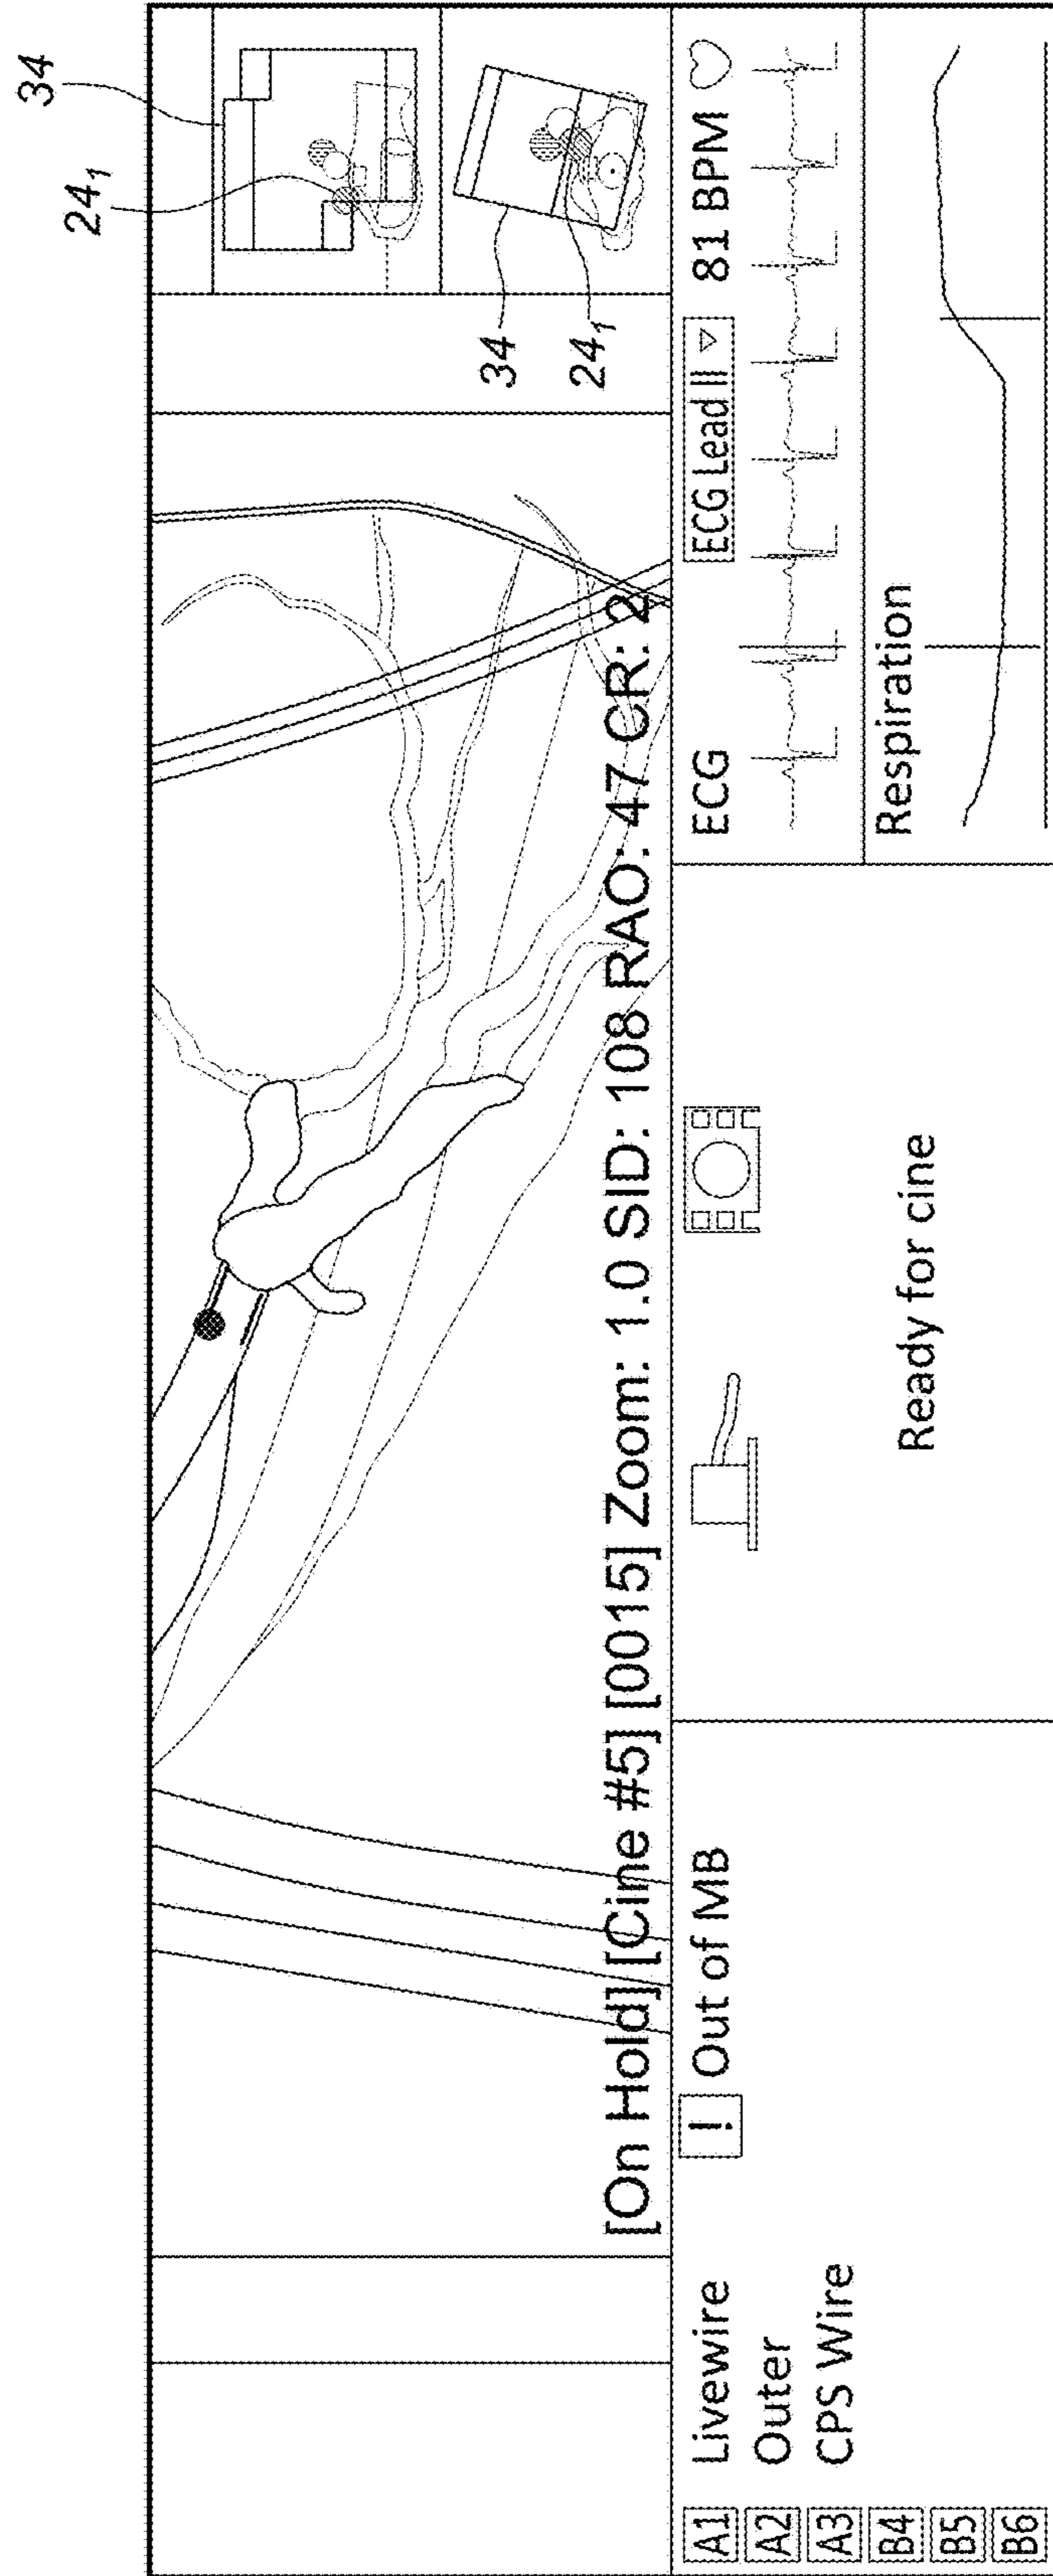 34
24₁
34
24₁
[On Hold] [Cine #5] [0015] Zoom: 1.0 SID: 108 RAO: 47 CR: 2
A1 Livewire
A2 Outer
A3 CPS Wire
B4
B5
B6
! Out of MB
Ready for cine
ECG
ECG Lead II
81 BPM
Respiration